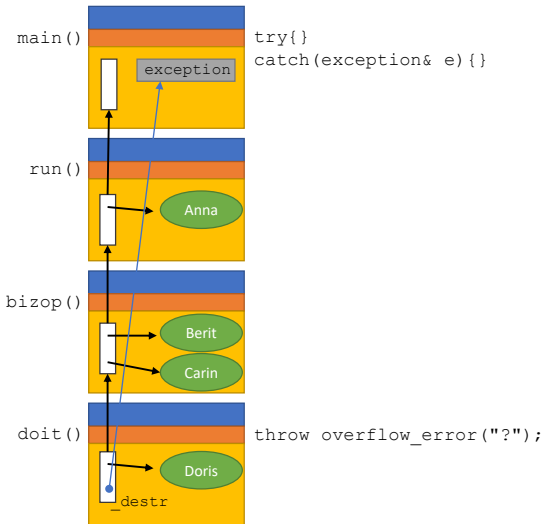 main()
try{}
catch(exception& e){}
exception
run()
Anna
bizop()
Berit
Carin
doit()
throw overflow_error("?");
Doris
_destr